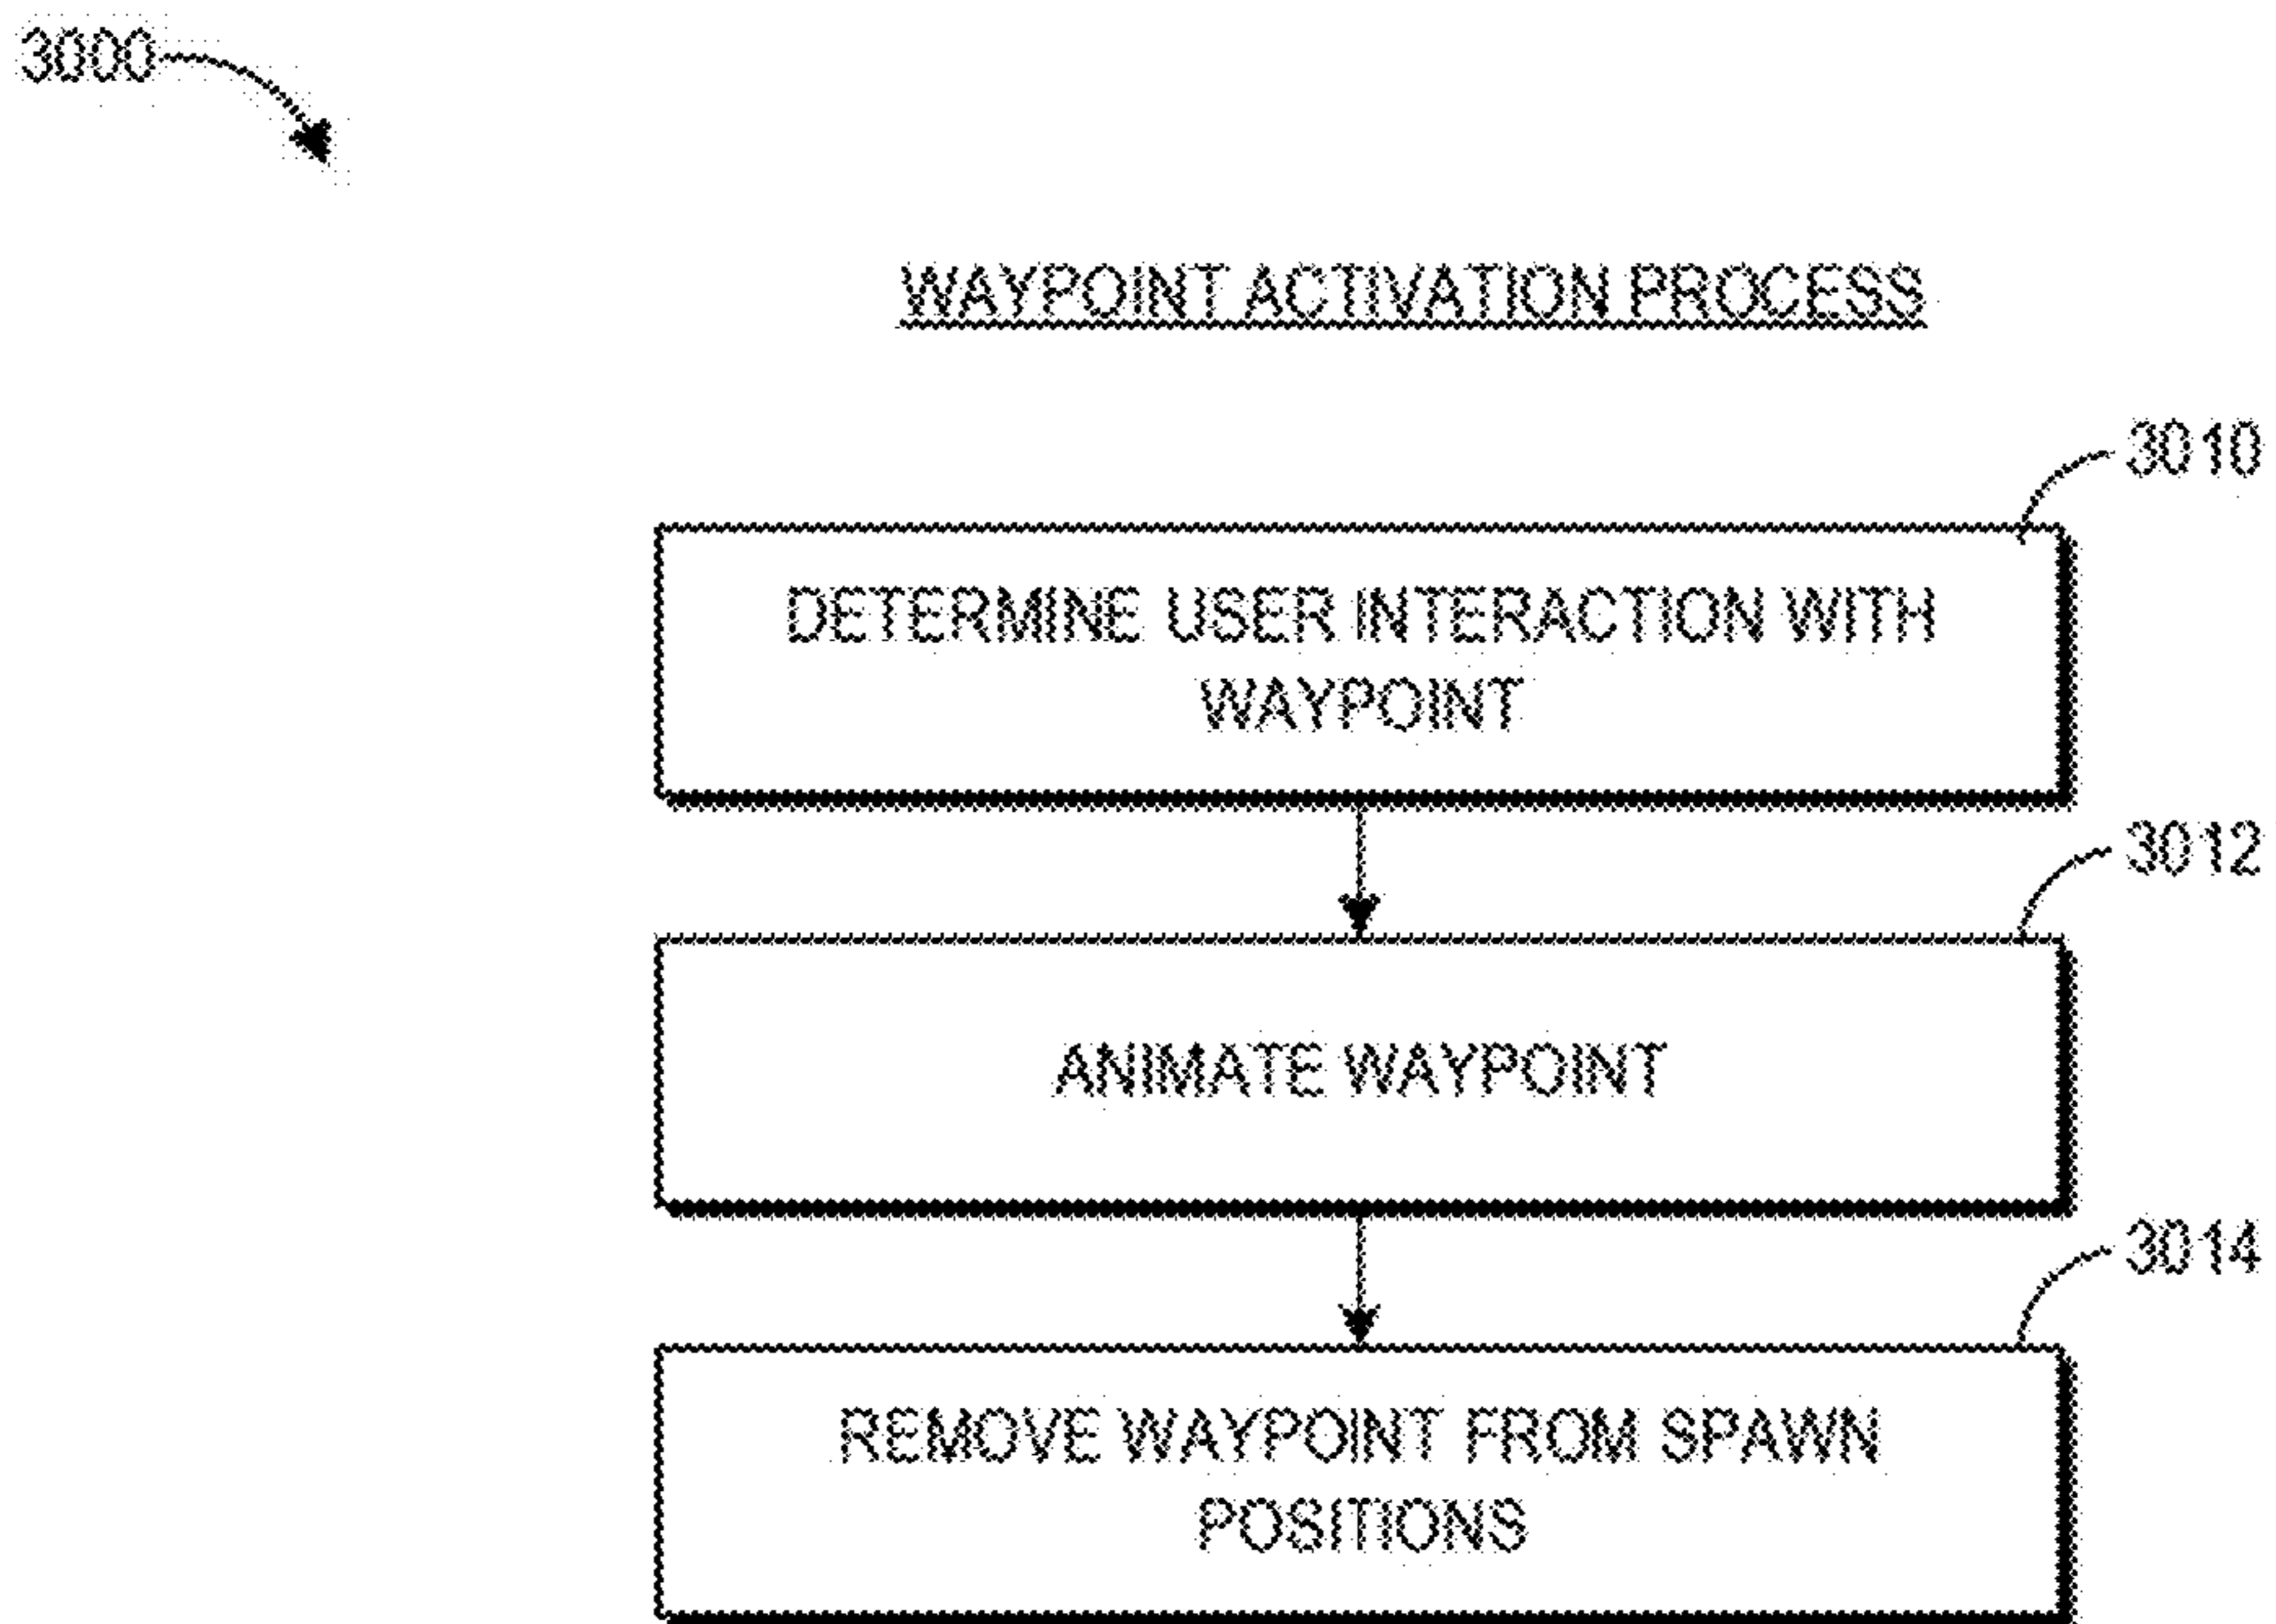 3000
WAYPOINT ACTIVATION PROCESS
3010
DETERMINE USER INTERACTION WITH
WAYPOINT
3012
ANIMATE WAYPOINT
3014
REMOVE WAYPOINT FROM SPAWN
POSITIONS